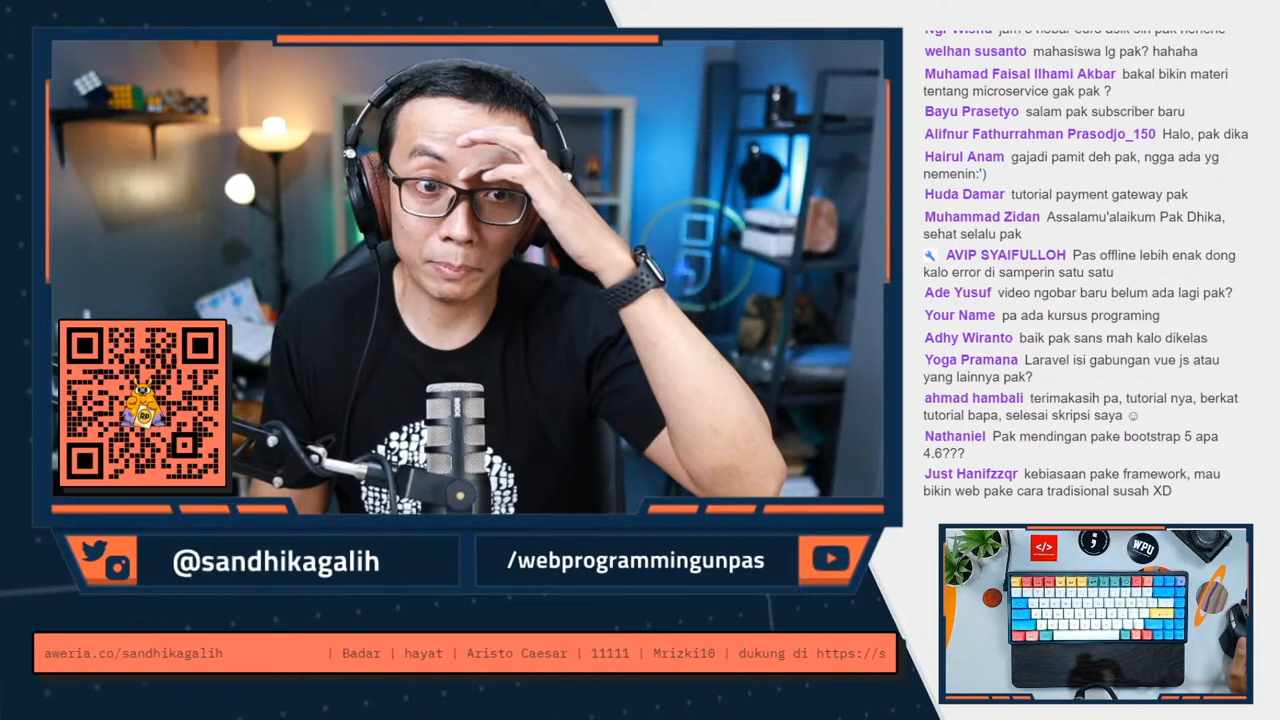 welhan susanto mahasiswa lg pak? hahaha
Muhamad Faisal Ilhami Akbar bakal bikin materi
tentang microservice gak pak ?
Bayu Prasetyo salam pak subscriber baru
Alifnur Fathurrahman Prasodjo_150 Halo, pak dika
Hairul Anam gajadi pamit deh pak, ngga ada yg
nemenin:')
Huda Damar tutorial payment gateway pak
Muhammad Zidan Assalamu'alaikum Pak Dhika,
sehat selalu pak
AVIP SYAIFULLOH Pas offline lebih enak dong
kalo error di samperin satu satu
Ade Yusuf video ngobar baru belum ada lagi pak?
Your Name pa ada kursus programing
Adhy Wiranto baik pak sans mah kalo dikelas
Yoga Pramana Laravel isi gabungan vue js atau
yang lainnya pak?
ahmad hambali terimakasih pa, tutorial nya, berkat
tutorial bapa, selesai skripsi saya ☺
Nathaniel Pak mendingan pake bootstrap 5 apa
4.6???
Just Hanifzzqr kebiasaan pake framework, mau
bikin web pake cara tradisional susah XD
RP
@sandhikagalih
/webprogrammingunpas
</>
;
WPU
aweria.co/sandhikagalih | Badar | hayat | Aristo Caesar | 11111 | Mrizki10 | dukung di https://s